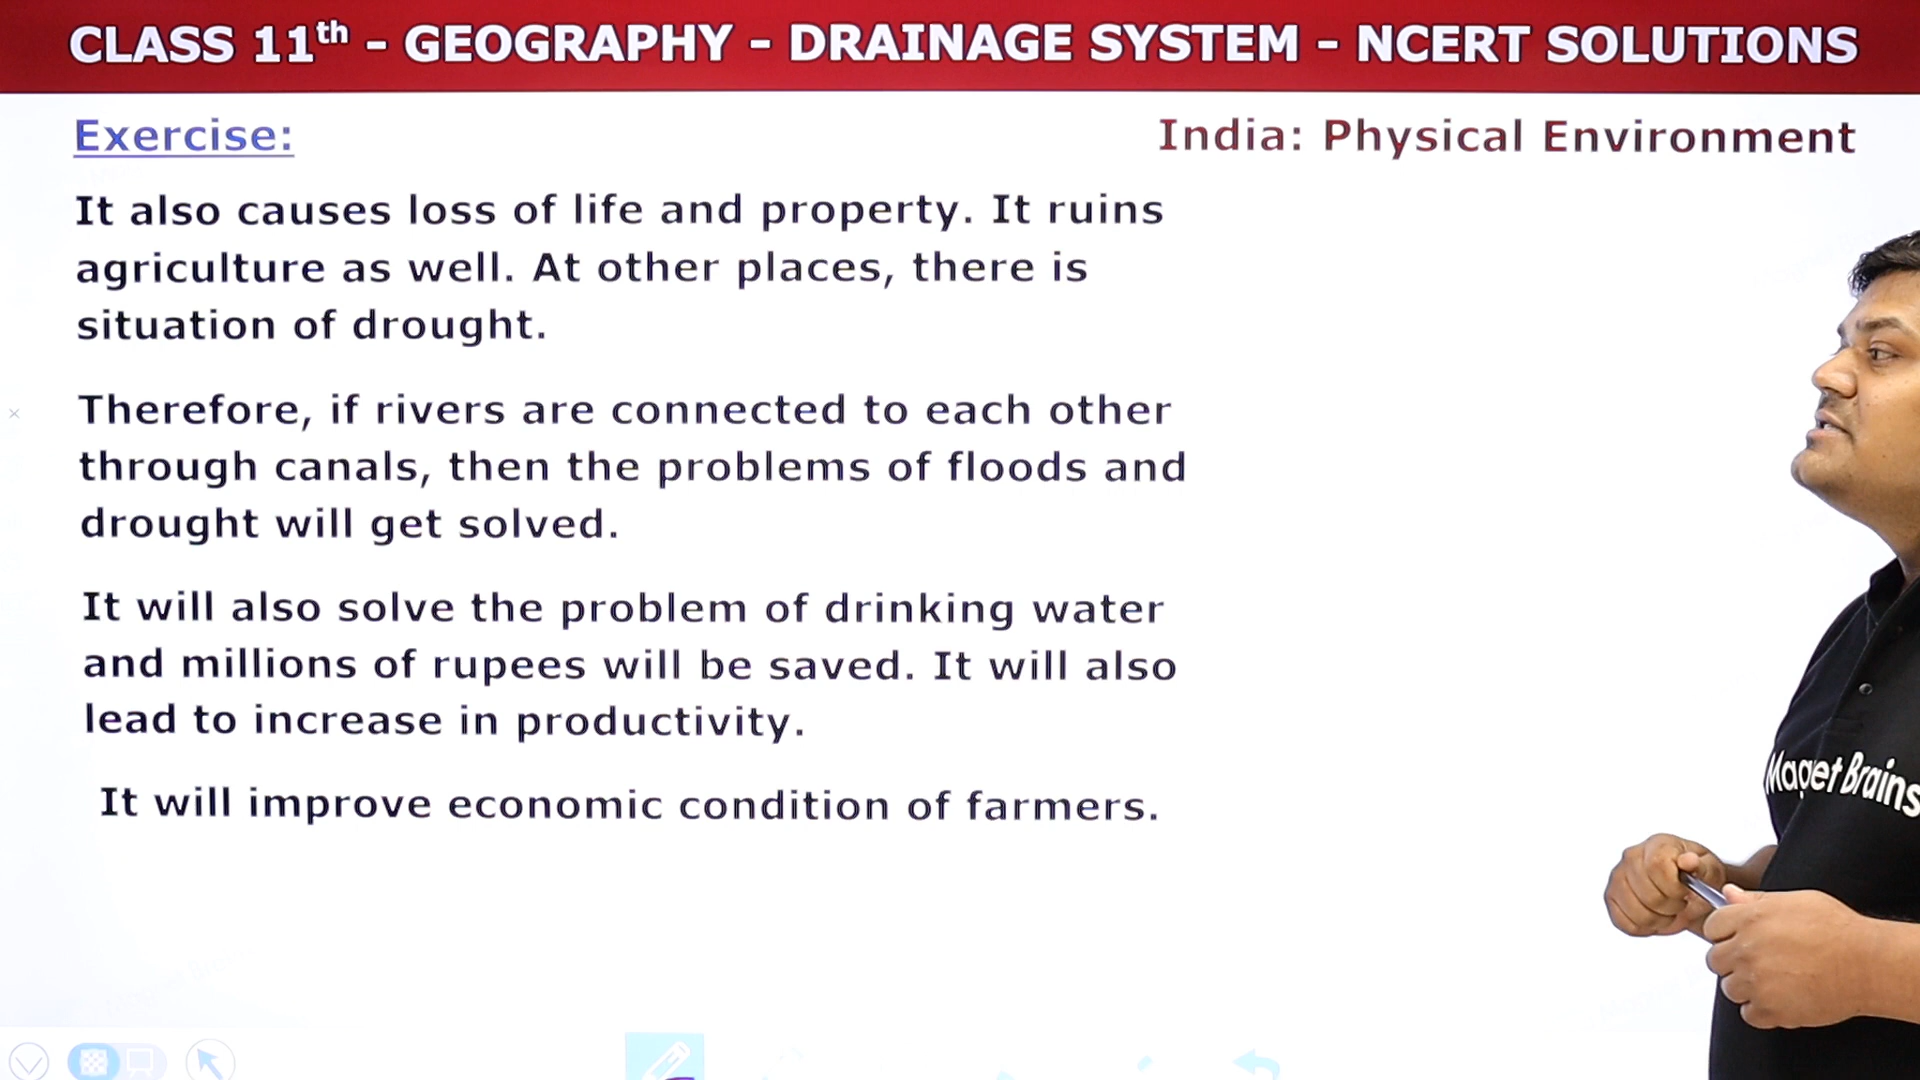 CLASS 11th - GEOGRAPHY - DRAINAGE SYSTEM - NCERT SOLUTIONS
Exercise:
India: Physical Environment
It also causes loss of life and property. It ruins
agriculture as well. At other places, there is
situation of drought.
Therefore, if rivers are connected to each other
through canals, then the problems of floods and
drought will get solved.
It will also solve the problem of drinking water
and millions of rupees will be saved. It will also
lead to increase in productivity.
It will improve economic condition of farmers.
Magnet Brains